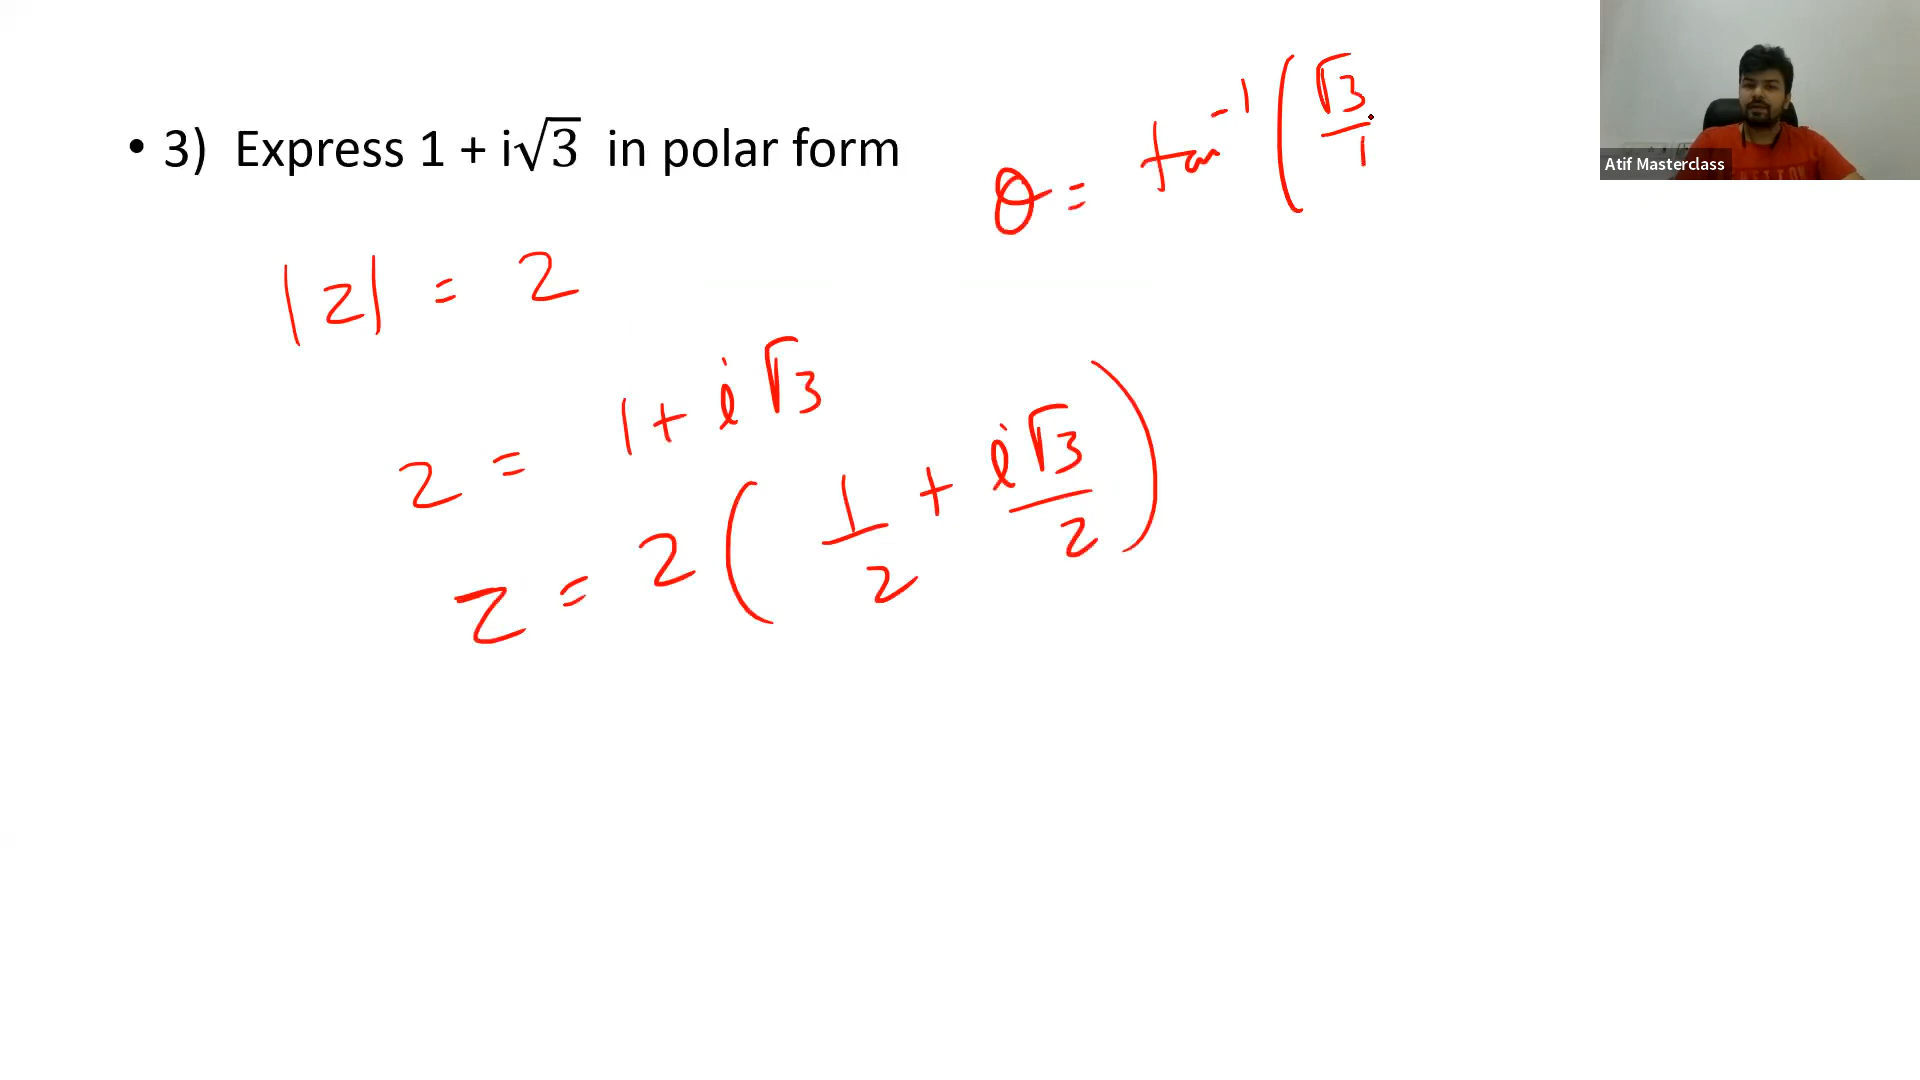 • 3) Express 1 + i√3 in polar form
θ = tan⁻¹ ( √3/1
Atif Masterclass
|z| = 2
z = 1 + i√3
z = 2 ( 1/2 + i√3/2 )